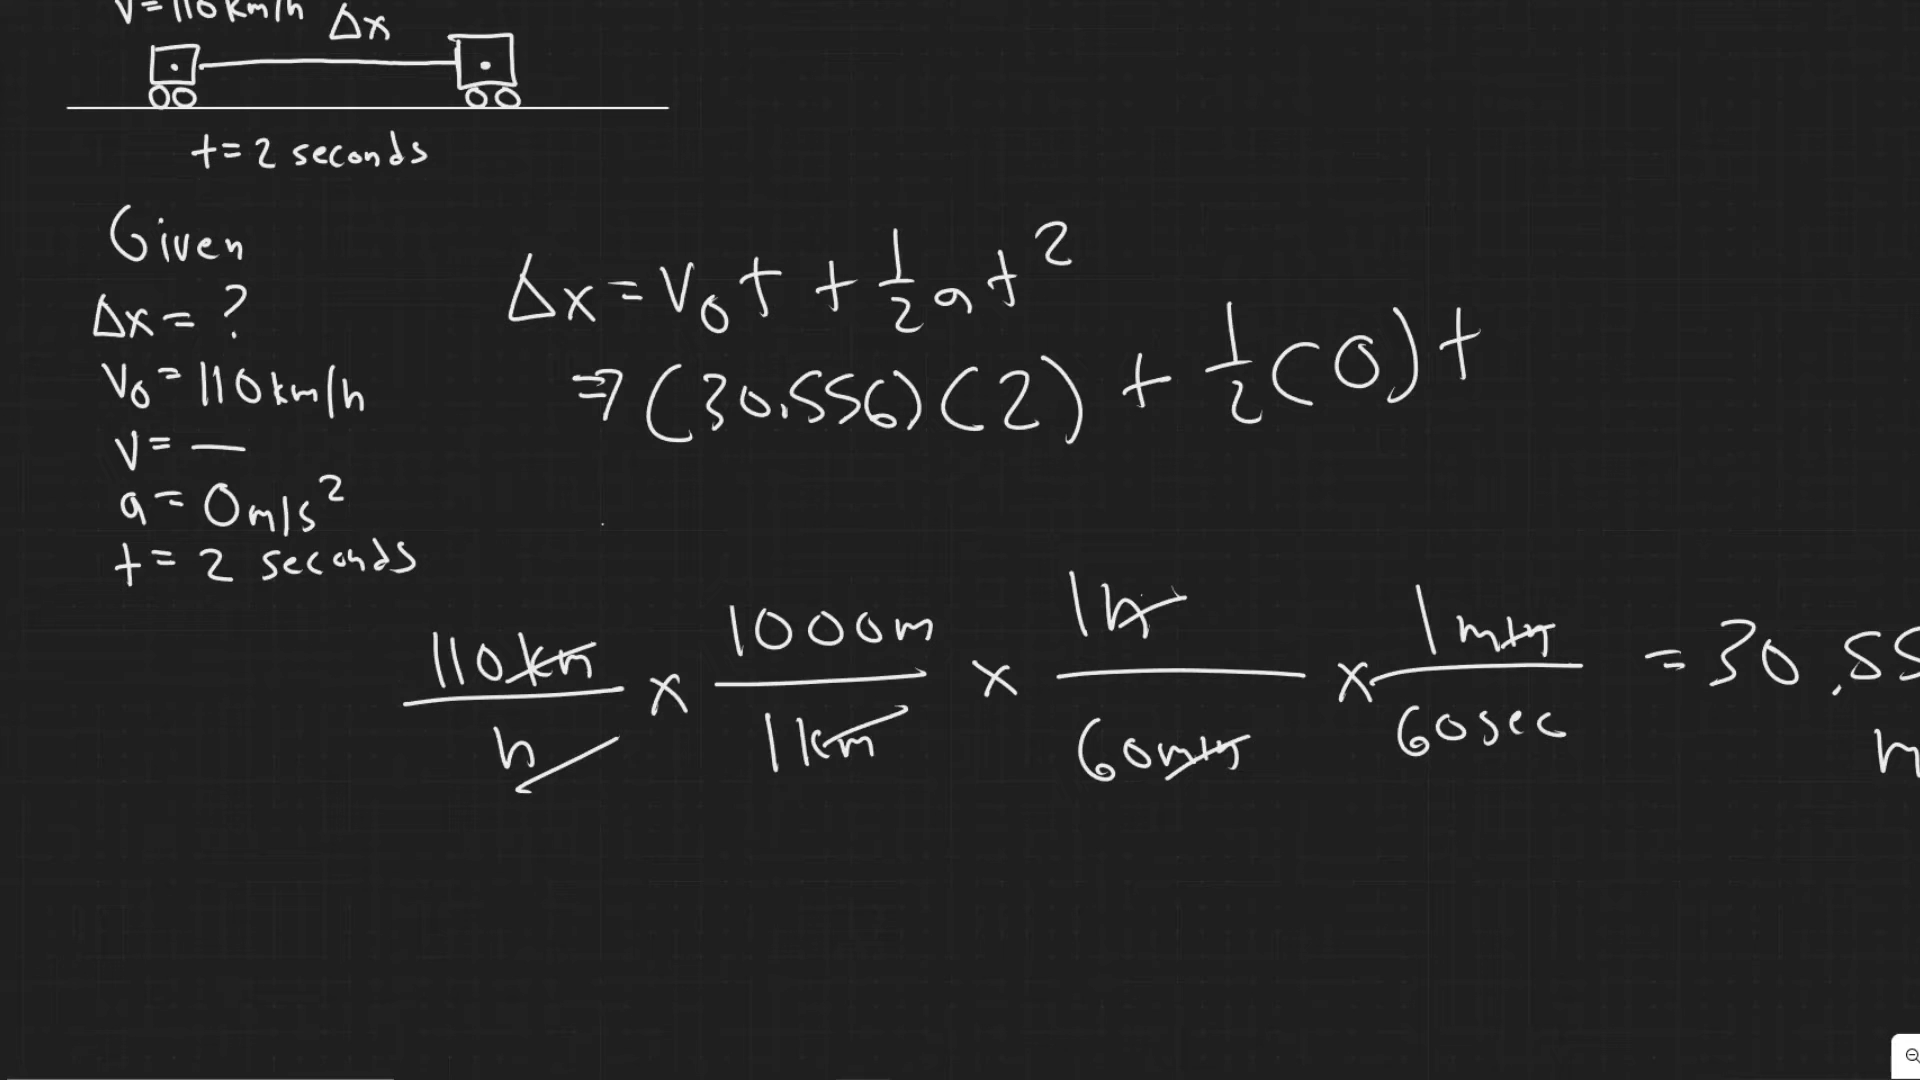 v=110km/h Δx
t=2 seconds
Given
Δx=?
v₀=110km/h
v=—
a=0m/s²
t=2 seconds
Δx=v₀t+½at²
⇒(30.556)(2)+½(0)t
110km/h × 1000m/1km × 1h/60min × 1min/60sec =30.55
m